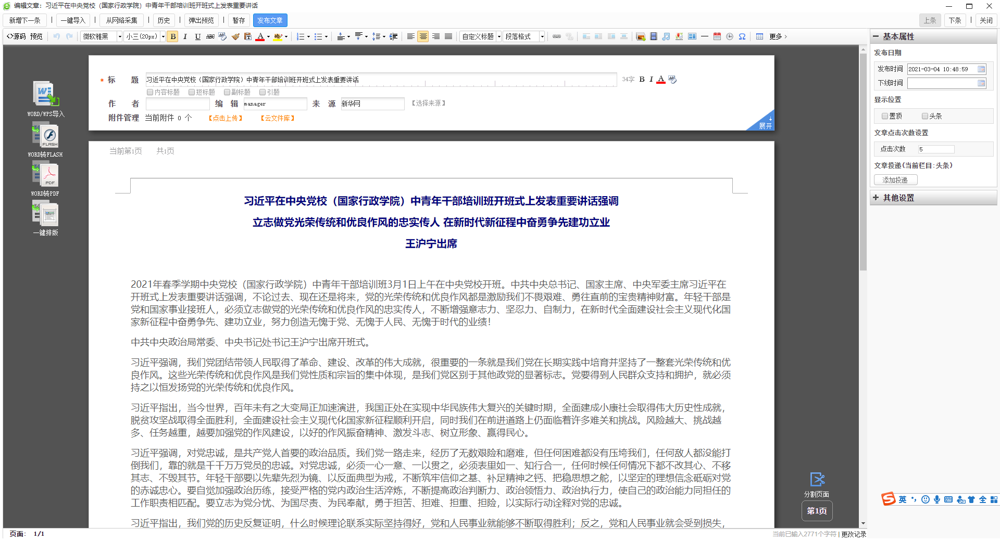 编辑文章：习近平在中央党校（国家行政学院）中青年干部培训班开班式上发表重要讲话
新增下一条 一键导入 从网络采集 历史 弹出预览 暂存 发布文章 上条 下条 关闭
<>源码 预览 微软雅黑 小三(20px) B I U ABC 自定义标题 段落格式 更多
基本属性
发布日期
发布时间 2021-03-04 10:48:59
下线时间
显示位置
置顶 头条
文章点击次数设置
点击次数 5
文章投递(当前栏目:头条)
添加投递
其他设置
WORD/WPS导入
FLASH
WORD转FLASH
PDF
WORD转PDF
一键排版
* 标 题 习近平在中央党校（国家行政学院）中青年干部培训班开班式上发表重要讲话 34字 B I A
内容标题 短标题 副标题 引题
作 者 编 辑 manager 来 源 新华网 【选择来源】
附件管理 当前附件 0 个 【点击上传】 【云文件库】
展开
当前第1页 共1页
习近平在中央党校（国家行政学院）中青年干部培训班开班式上发表重要讲话强调
立志做党光荣传统和优良作风的忠实传人 在新时代新征程中奋勇争先建功立业
王沪宁出席
2021年春季学期中央党校（国家行政学院）中青年干部培训班3月1日上午在中央党校开班。中共中央总书记、国家主席、中央军委主席习近平在
开班式上发表重要讲话强调，不论过去、现在还是将来，党的光荣传统和优良作风都是激励我们不畏艰难、勇往直前的宝贵精神财富。年轻干部是
党和国家事业接班人，必须立志做党的光荣传统和优良作风的忠实传人，不断增强意志力、坚忍力、自制力，在新时代全面建设社会主义现代化国
家新征程中奋勇争先、建功立业，努力创造无愧于党、无愧于人民、无愧于时代的业绩！
中共中央政治局常委、中央书记处书记王沪宁出席开班式。
习近平强调，我们党团结带领人民取得了革命、建设、改革的伟大成就，很重要的一条就是我们党在长期实践中培育并坚持了一整套光荣传统和优
良作风。这些光荣传统和优良作风是我们党性质和宗旨的集中体现，是我们党区别于其他政党的显著标志。党要得到人民群众支持和拥护，就必须
持之以恒发扬党的光荣传统和优良作风。
习近平指出，当今世界，百年未有之大变局正加速演进，我国正处在实现中华民族伟大复兴的关键时期，全面建成小康社会取得伟大历史性成就，
脱贫攻坚战取得全面胜利，全面建设社会主义现代化国家新征程顺利开启，同时我们在前进道路上仍面临着许多难关和挑战。风险越大、挑战越
多、任务越重，越要加强党的作风建设，以好的作风振奋精神、激发斗志、树立形象、赢得民心。
习近平强调，对党忠诚，是共产党人首要的政治品质。我们党一路走来，经历了无数艰险和磨难，但任何困难都没有压垮我们，任何敌人都没能打
倒我们，靠的就是千千万万党员的忠诚。对党忠诚，必须一心一意、一以贯之，必须表里如一、知行合一，任何时候任何情况下都不改其心、不移
其志、不毁其节。年轻干部要以先辈先烈为镜、以反面典型为戒，不断筑牢信仰之基、补足精神之钙、把稳思想之舵，以坚定的理想信念砥砺对党
的赤诚忠心。要自觉加强政治历练，接受严格的党内政治生活淬炼，不断提高政治判断力、政治领悟力、政治执行力，使自己的政治能力同担任的
工作职责相匹配。要立志为党分忧、为国尽责、为民奉献，勇于担苦、担难、担重、担险，以实际行动诠释对党的忠诚。
习近平指出，我们党的历史反复证明，什么时候理论联系实际坚持得好，党和人民事业就能够不断取得胜利；反之，党和人民事业就会受到损失，
分割页面
第1页
英 全
页面： 1/1 当前已输入2771个字符 | 更改记录